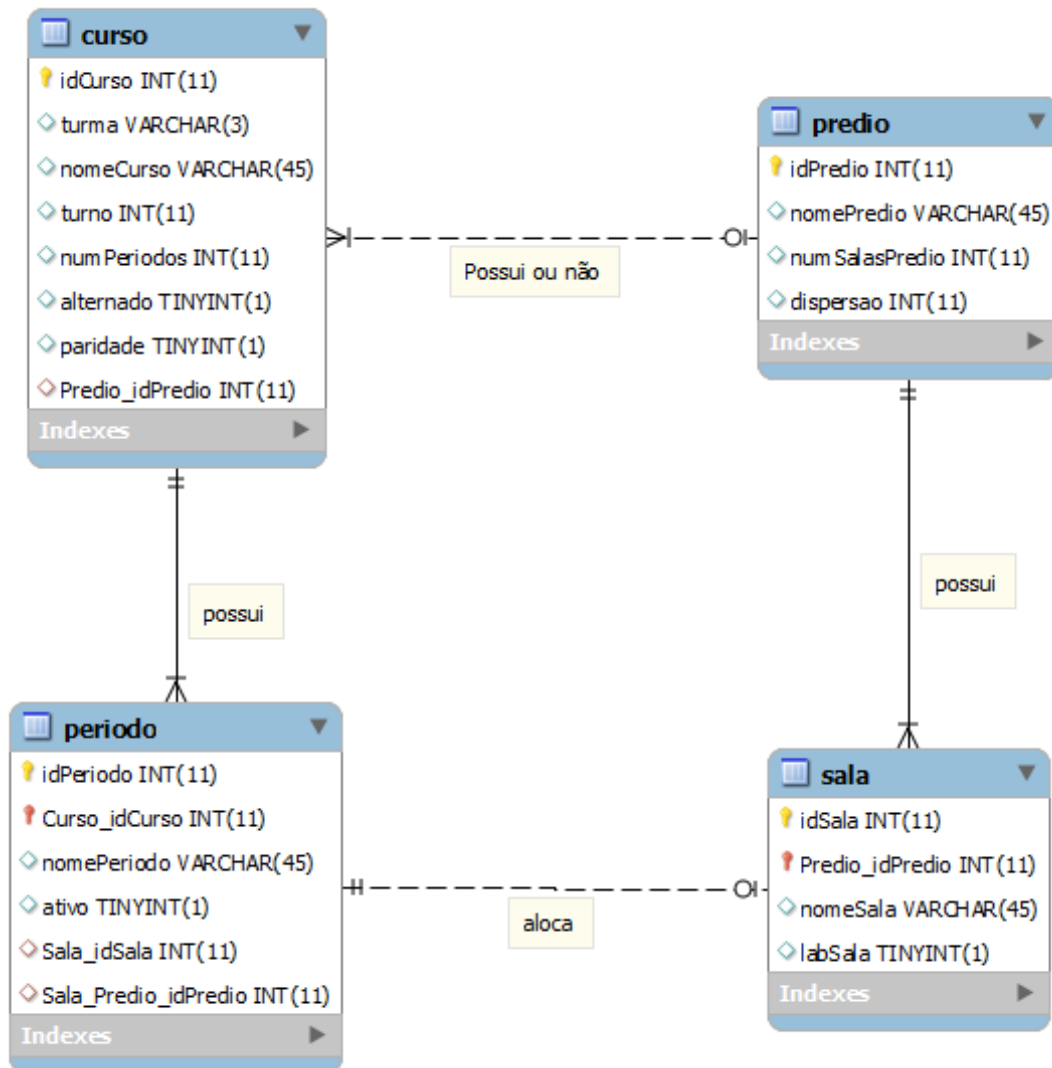 curso
idCurso INT(11)
turma VARCHAR(3)
nomeCurso VARCHAR(45)
turno INT(11)
numPeriodos INT(11)
alternado TINYINT(1)
paridade TINYINT(1)
Predio_idPredio INT(11)
Indexes
predio
idPredio INT(11)
nomePredio VARCHAR(45)
numSalasPredio INT(11)
dispersao INT(11)
Indexes
Possui ou não
possui
possui
periodo
idPeriodo INT(11)
Curso_idCurso INT(11)
nomePeriodo VARCHAR(45)
ativo TINYINT(1)
Sala_idSala INT(11)
Sala_Predio_idPredio INT(11)
Indexes
aloca
sala
idSala INT(11)
Predio_idPredio INT(11)
nomeSala VARCHAR(45)
labSala TINYINT(1)
Indexes